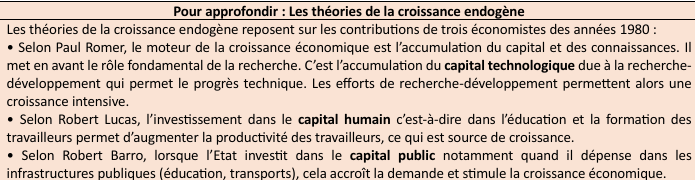 Pour approfondir : Les théories de la croissance endogène
Les théories de la croissance endogène reposent sur les contributions de trois économistes des années 1980 :
• Selon Paul Romer, le moteur de la croissance économique est l'accumulation du capital et des connaissances. Il
met en avant le rôle fondamental de la recherche. C'est l'accumulation du capital technologique due à la recherche-
développement qui permet le progrès technique. Les efforts de recherche-développement permettent alors une
croissance intensive.
• Selon Robert Lucas, l'investissement dans le capital humain c'est-à-dire dans l'éducation et la formation des
travailleurs permet d'augmenter la productivité des travailleurs, ce qui est source de croissance.
• Selon Robert Barro, lorsque l'Etat investit dans le capital public notamment quand il dépense dans les
infrastructures publiques (éducation, transports), cela accroît la demande et stimule la croissance économique.